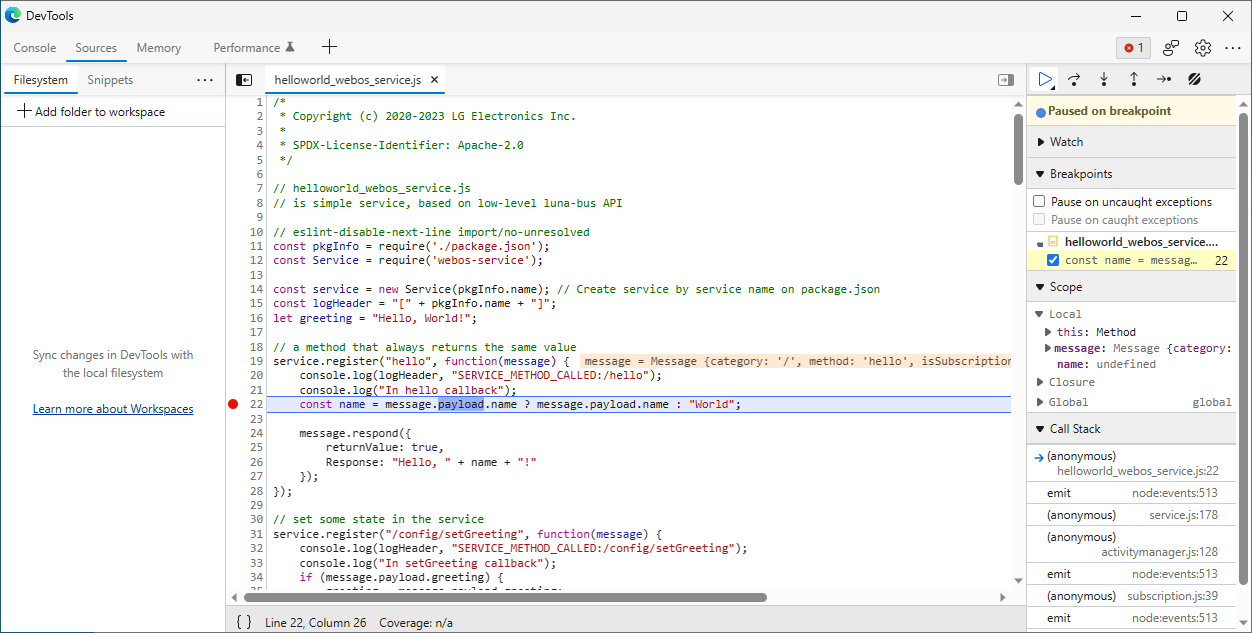 DevTools
Console Sources Memory Performance 1
Filesystem Snippets
helloworld_webos_service.js
Add folder to workspace
Sync changes in DevTools with
the local filesystem
Learn more about Workspaces
1 /*
2  * Copyright (c) 2020-2023 LG Electronics Inc.
3  *
4  * SPDX-License-Identifier: Apache-2.0
5  */
6
7 // helloworld_webos_service.js
8 // is simple service, based on low-level luna-bus API
9
10 // eslint-disable-next-line import/no-unresolved
11 const pkgInfo = require('./package.json');
12 const Service = require('webos-service');
13
14 const service = new Service(pkgInfo.name); // Create service by service name on package.json
15 const logHeader = "[" + pkgInfo.name + "]";
16 let greeting = "Hello, World!";
17
18 // a method that always returns the same value
19 service.register("hello", function(message) { message = Message {category: '/', method: 'hello', isSubscription
20     console.log(logHeader, "SERVICE_METHOD_CALLED:/hello");
21     console.log("In hello callback");
22     const name = message.payload.name ? message.payload.name : "World";
23
24     message.respond({
25         returnValue: true,
26         Response: "Hello, " + name + "!"
27     });
28 });
29
30 // set some state in the service
31 service.register("/config/setGreeting", function(message) {
32     console.log(logHeader, "SERVICE_METHOD_CALLED:/config/setGreeting");
33     console.log("In setGreeting callback");
34     if (message.payload.greeting) {
{ } Line 22, Column 26 Coverage: n/a
Paused on breakpoint
Watch
Breakpoints
Pause on uncaught exceptions
Pause on caught exceptions
helloworld_webos_service....
const name = messag… 22
Scope
Local
this: Method
message: Message {category:
name: undefined
Closure
Global global
Call Stack
(anonymous)
helloworld_webos_service.js:22
emit node:events:513
(anonymous) service.js:178
(anonymous)
activitymanager.js:128
emit node:events:513
(anonymous) subscription.js:39
emit node:events:513